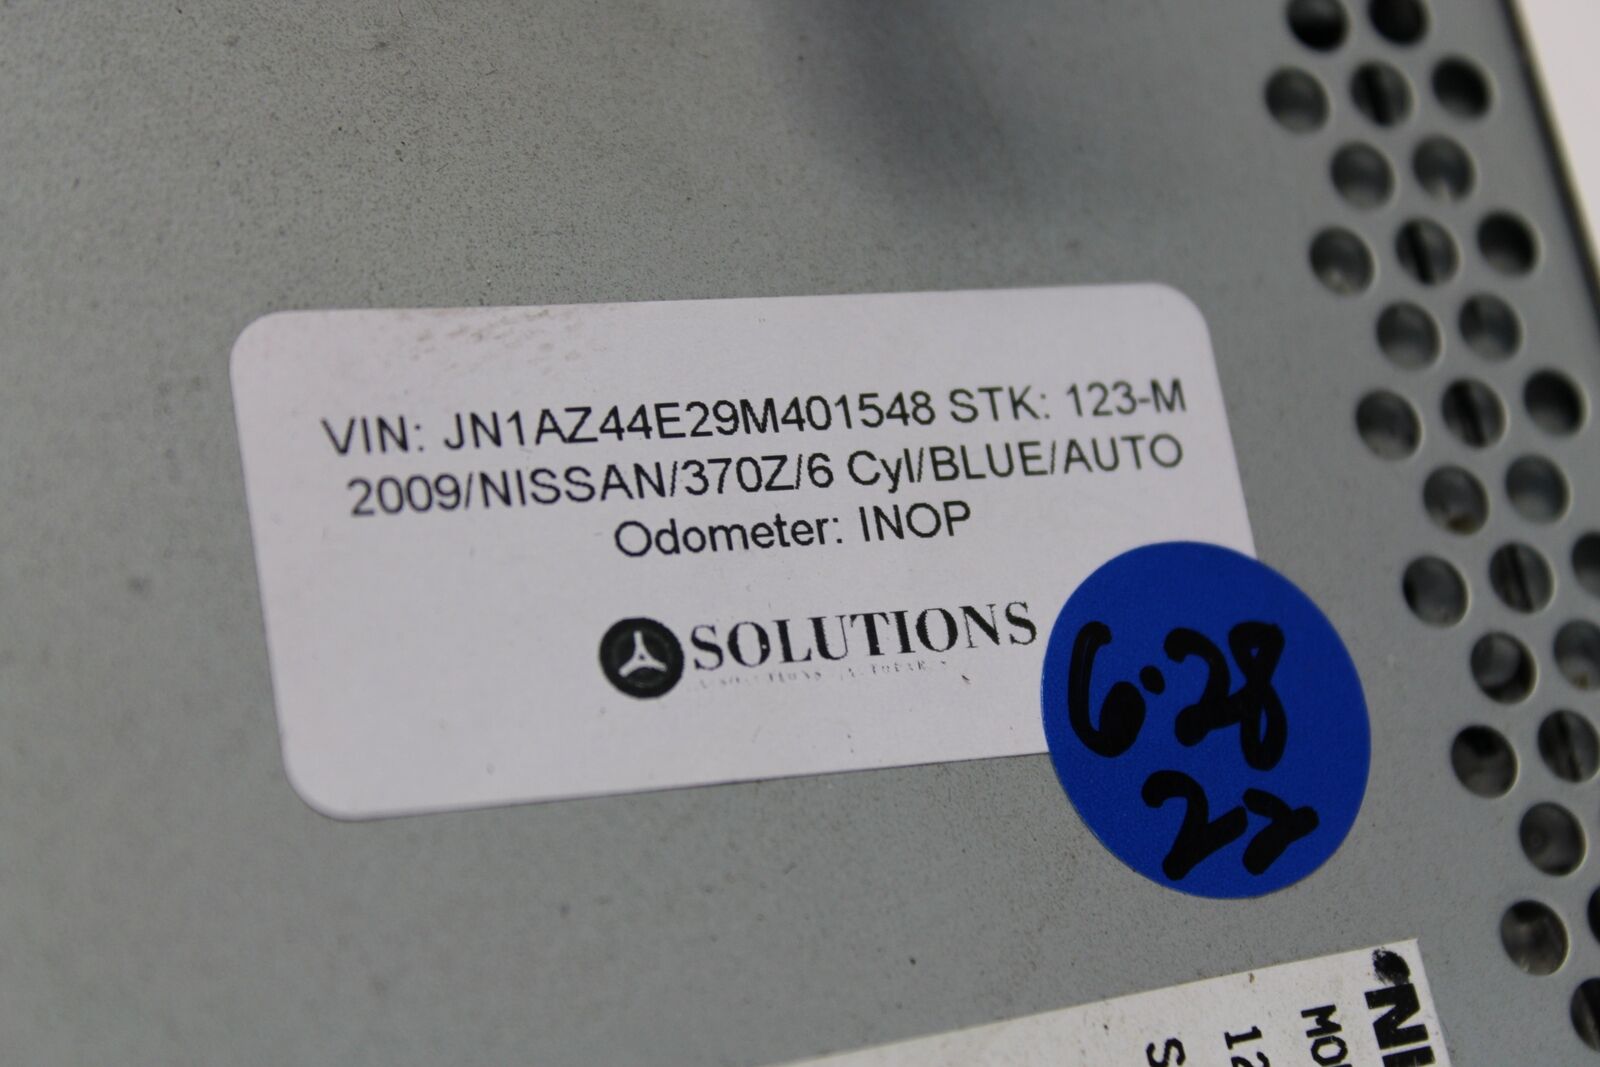 VIN: JN1AZ44E29M401548 STK: 123-M
2009/NISSAN/370Z/6 Cyl/BLUE/AUTO
Odometer: INOP
SOLUTIONS
6.28
22